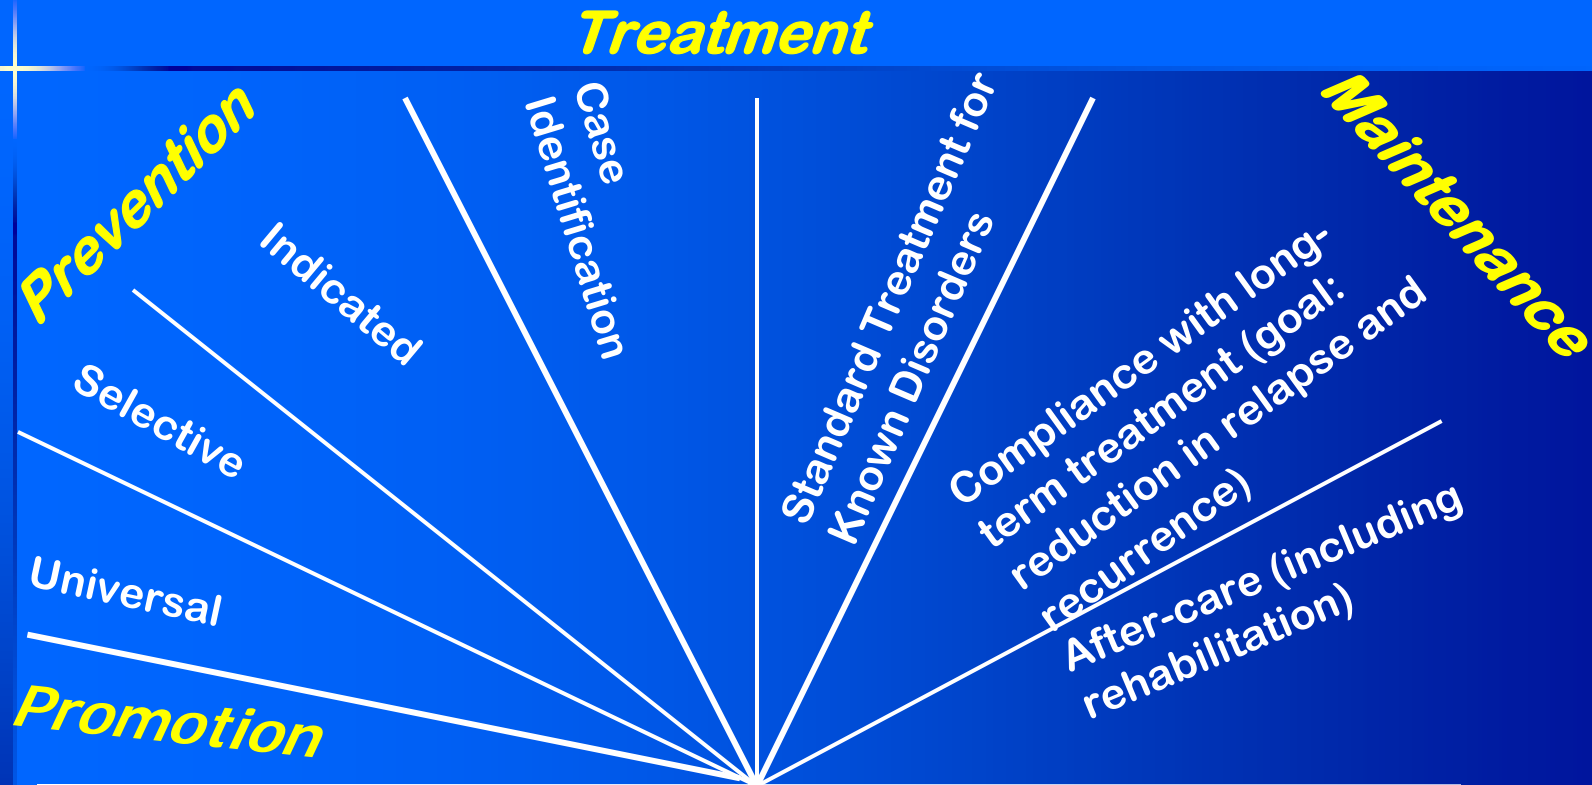 Treatment
Prevention
Indicated
Selective
Universal
Promotion
Case
Identification
Standard Treatment for
Known Disorders
Maintenance
Compliance with long-
term treatment (goal:
reduction in relapse and
recurrence)
After-care (including
rehabilitation)